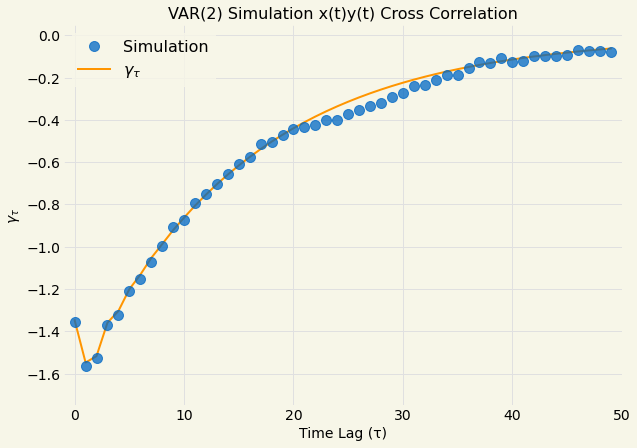 VAR(2) Simulation x(t)y(t) Cross Correlation
Simulation
γτ
γτ
0.0
−0.2
−0.4
−0.6
−0.8
−1.0
−1.2
−1.4
−1.6
0 10 20 30 40 50
Time Lag (τ)